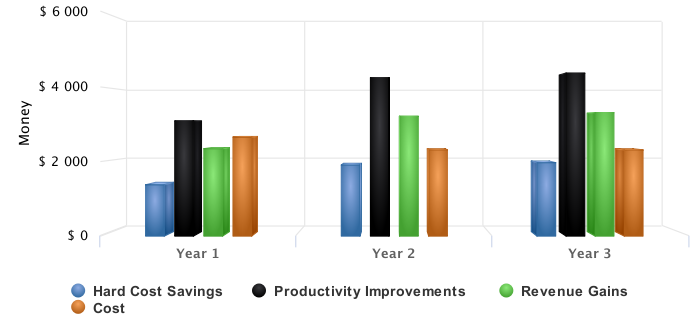 $ 6 000
$ 4 000
$ 2 000
$ 0
Money
Year 1
Year 2
Year 3
Hard Cost Savings
Productivity Improvements
Revenue Gains
Cost